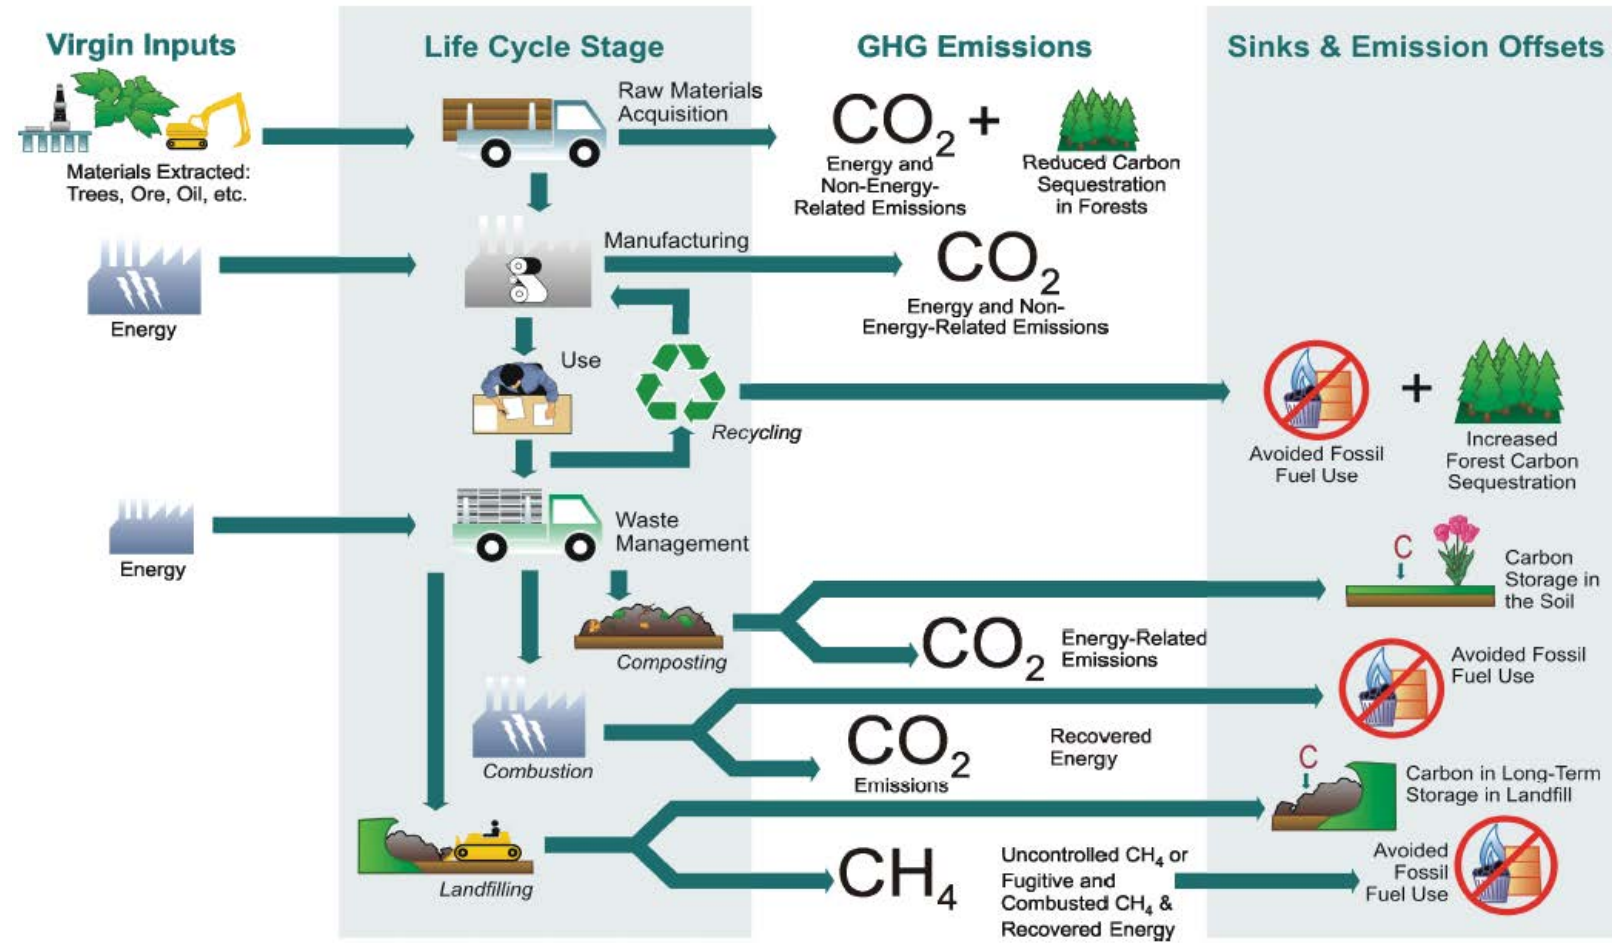 Virgin Inputs
Life Cycle Stage
GHG Emissions
Sinks & Emission Offsets
Materials Extracted:
Trees, Ore, Oil, etc.
Raw Materials
Acquisition
CO2 +
Energy and
Non-Energy-
Related Emissions
Reduced Carbon
Sequestration
in Forests
Energy
Manufacturing
CO2
Energy and Non-
Energy-Related Emissions
Use
Recycling
+
Avoided Fossil
Fuel Use
Increased
Forest Carbon
Sequestration
Energy
Waste
Management
C
Carbon
Storage in
the Soil
Composting
CO2
Energy-Related
Emissions
Avoided Fossil
Fuel Use
Combustion
CO2
Emissions
Recovered
Energy
C
Carbon in Long-Term
Storage in Landfill
Landfilling
CH4
Uncontrolled CH4 or
Fugitive and
Combusted CH4 &
Recovered Energy
Avoided
Fossil
Fuel Use